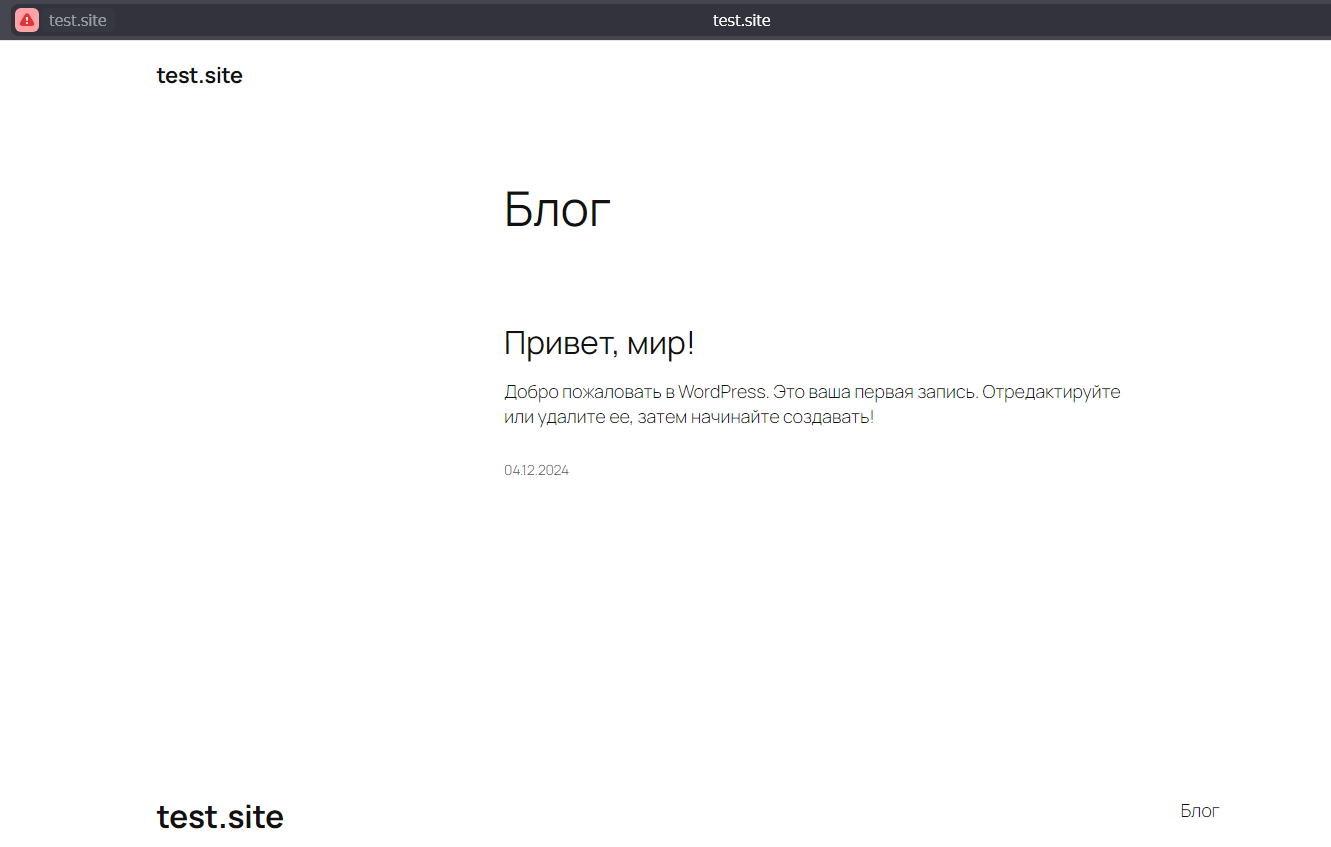 test.site
test.site
test.site
Блог
Привет, мир!
Добро пожаловать в WordPress. Это ваша первая запись. Отредактируйте
или удалите ее, затем начинайте создавать!
04.12.2024
test.site
Блог